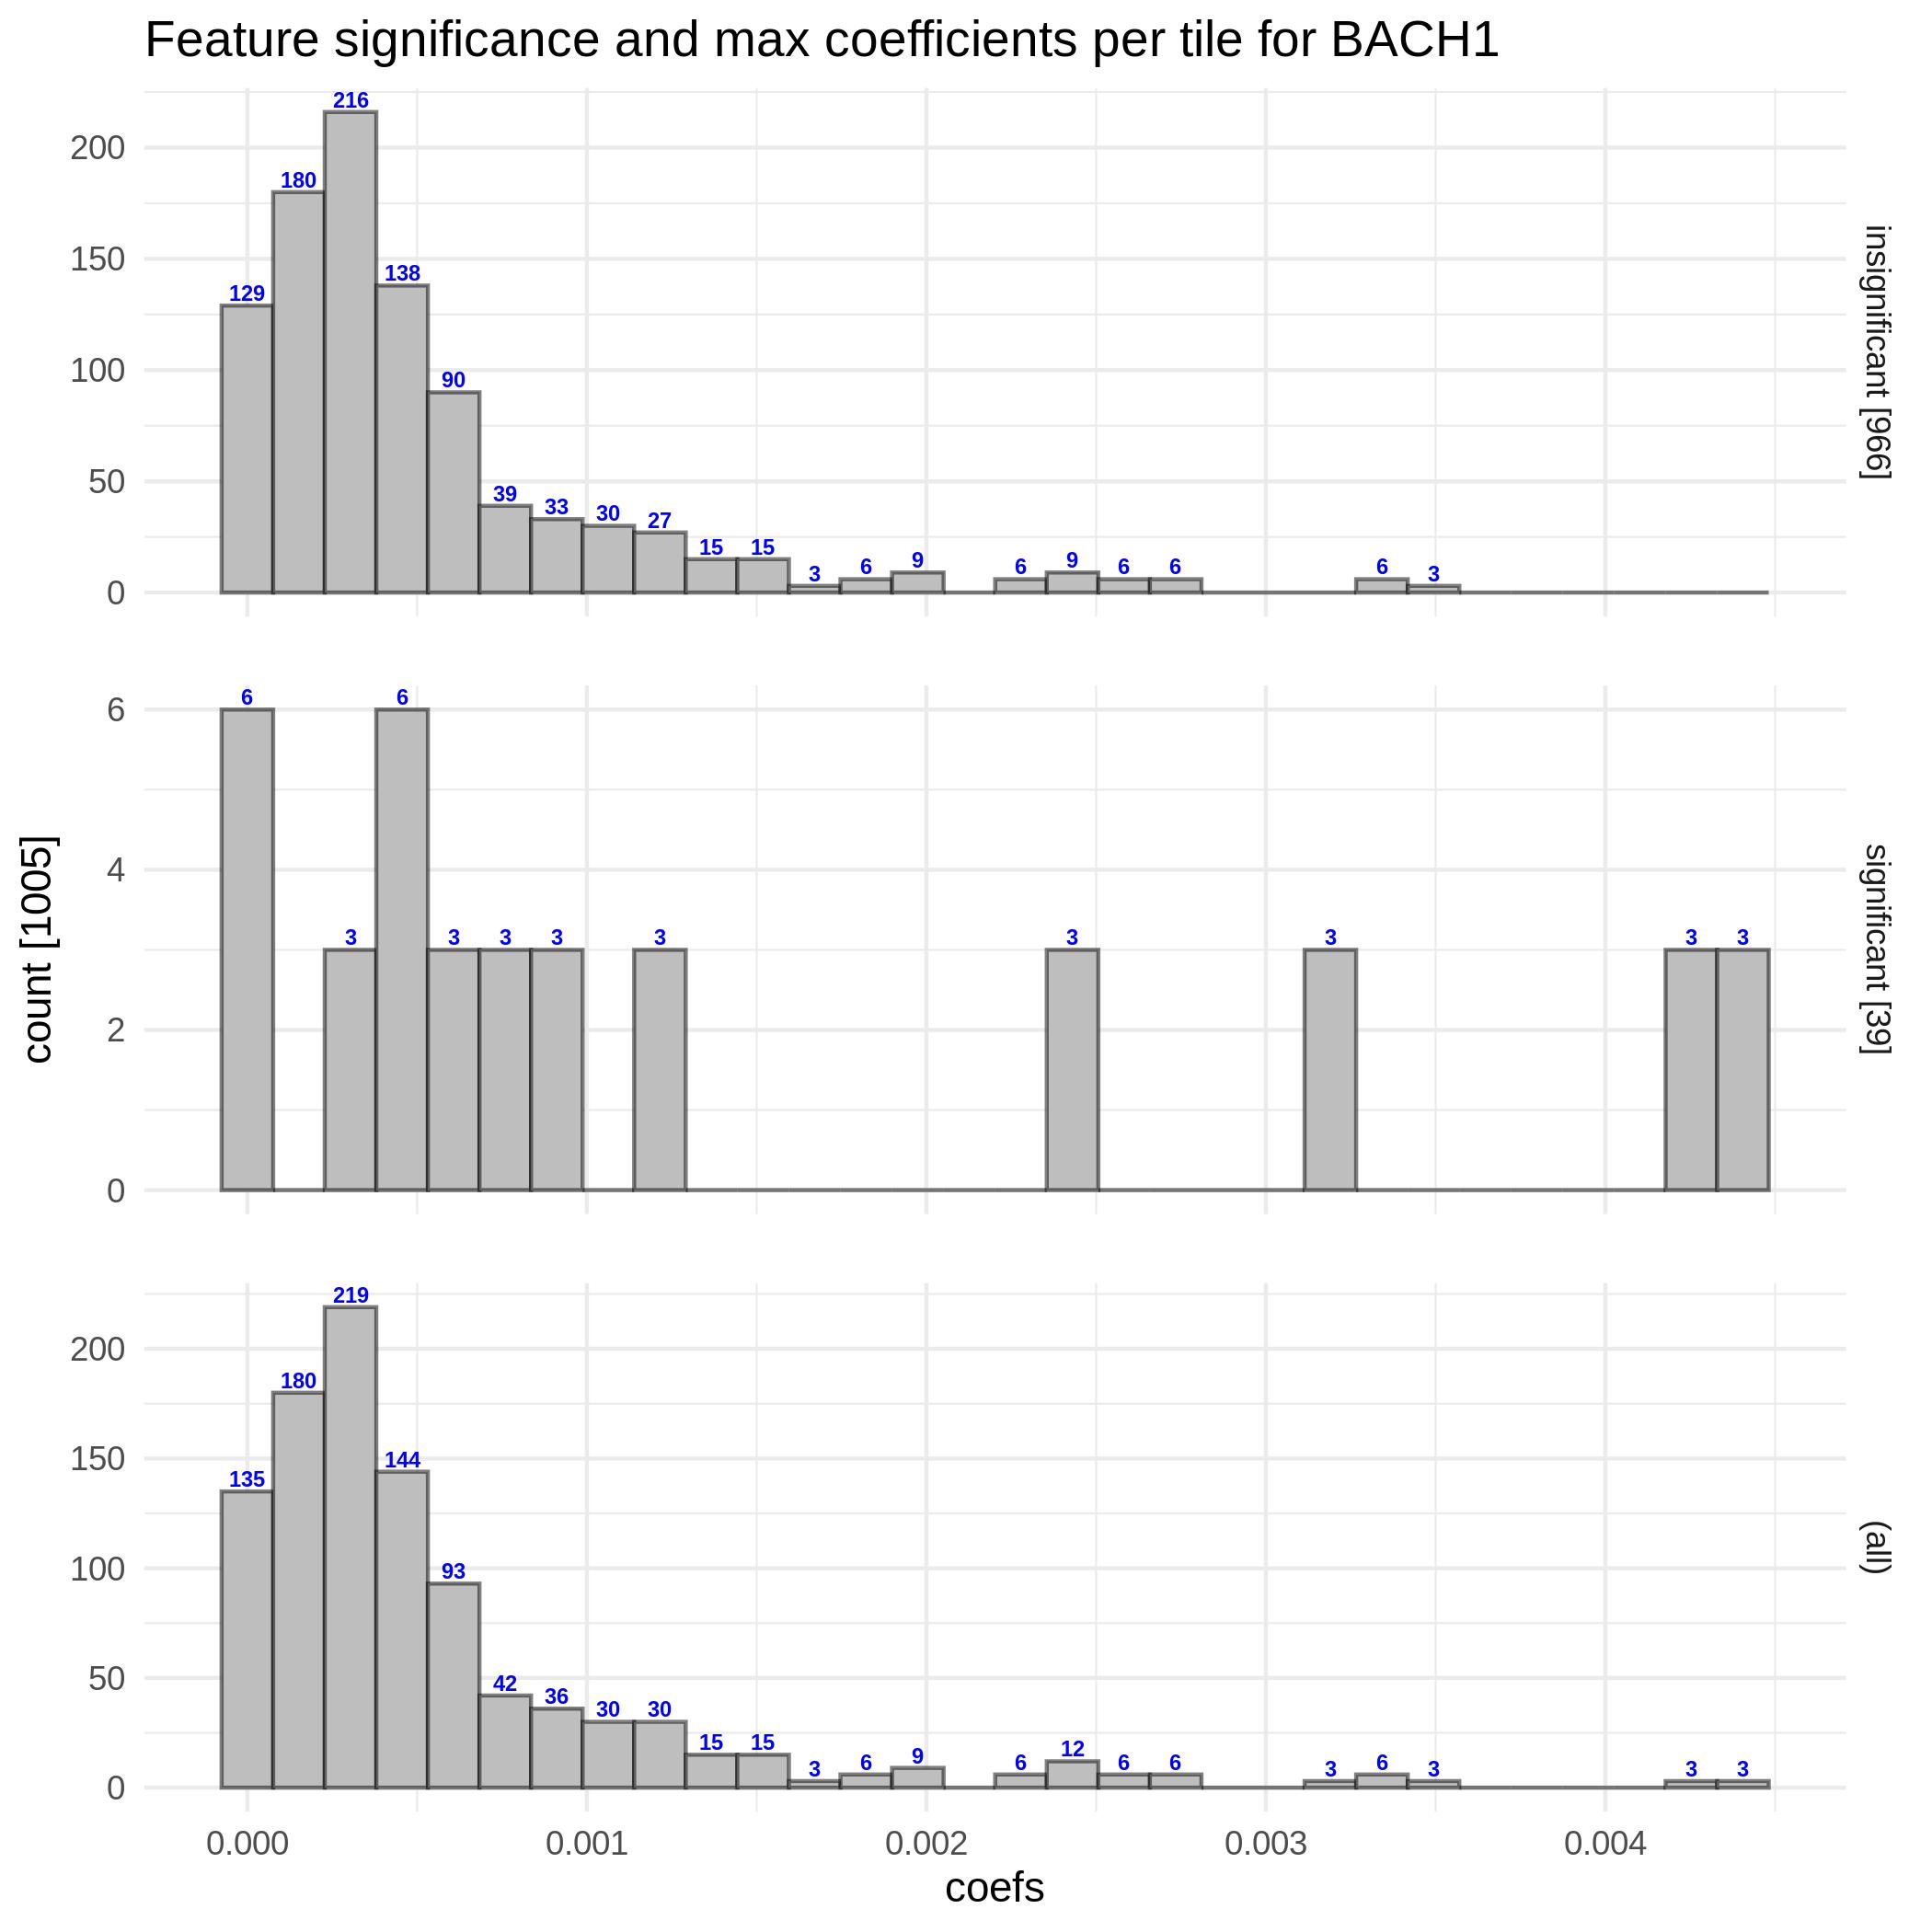 Feature significance and max coefficients per tile for BACH1
count [1005]
200
150
100
50
0
129 180 216 138 90 39 33 30 27 15 15 3 6 9 6 9 6 6 6 3
insignificant [966]
6
4
2
0
6 3 6 3 3 3 3 3 3 3 3
significant [39]
200
150
100
50
0
135 180 219 144 93 42 36 30 30 15 15 3 6 9 6 12 6 6 3 6 3 3 3
(all)
0.000 0.001 0.002 0.003 0.004
coefs